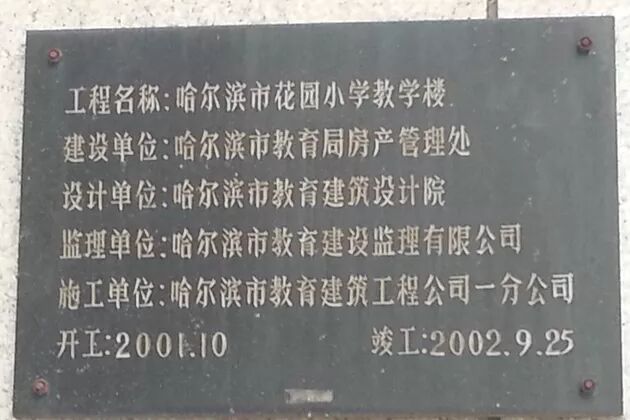 工程名称:哈尔滨市花园小学教学楼
建设单位:哈尔滨市教育局房产管理处
设计单位:哈尔滨市教育建筑设计院
监理单位:哈尔滨市教育建设监理有限公司
施工单位:哈尔滨市教育建筑工程公司一分公司
开工:2001.10 竣工:2002.9.25